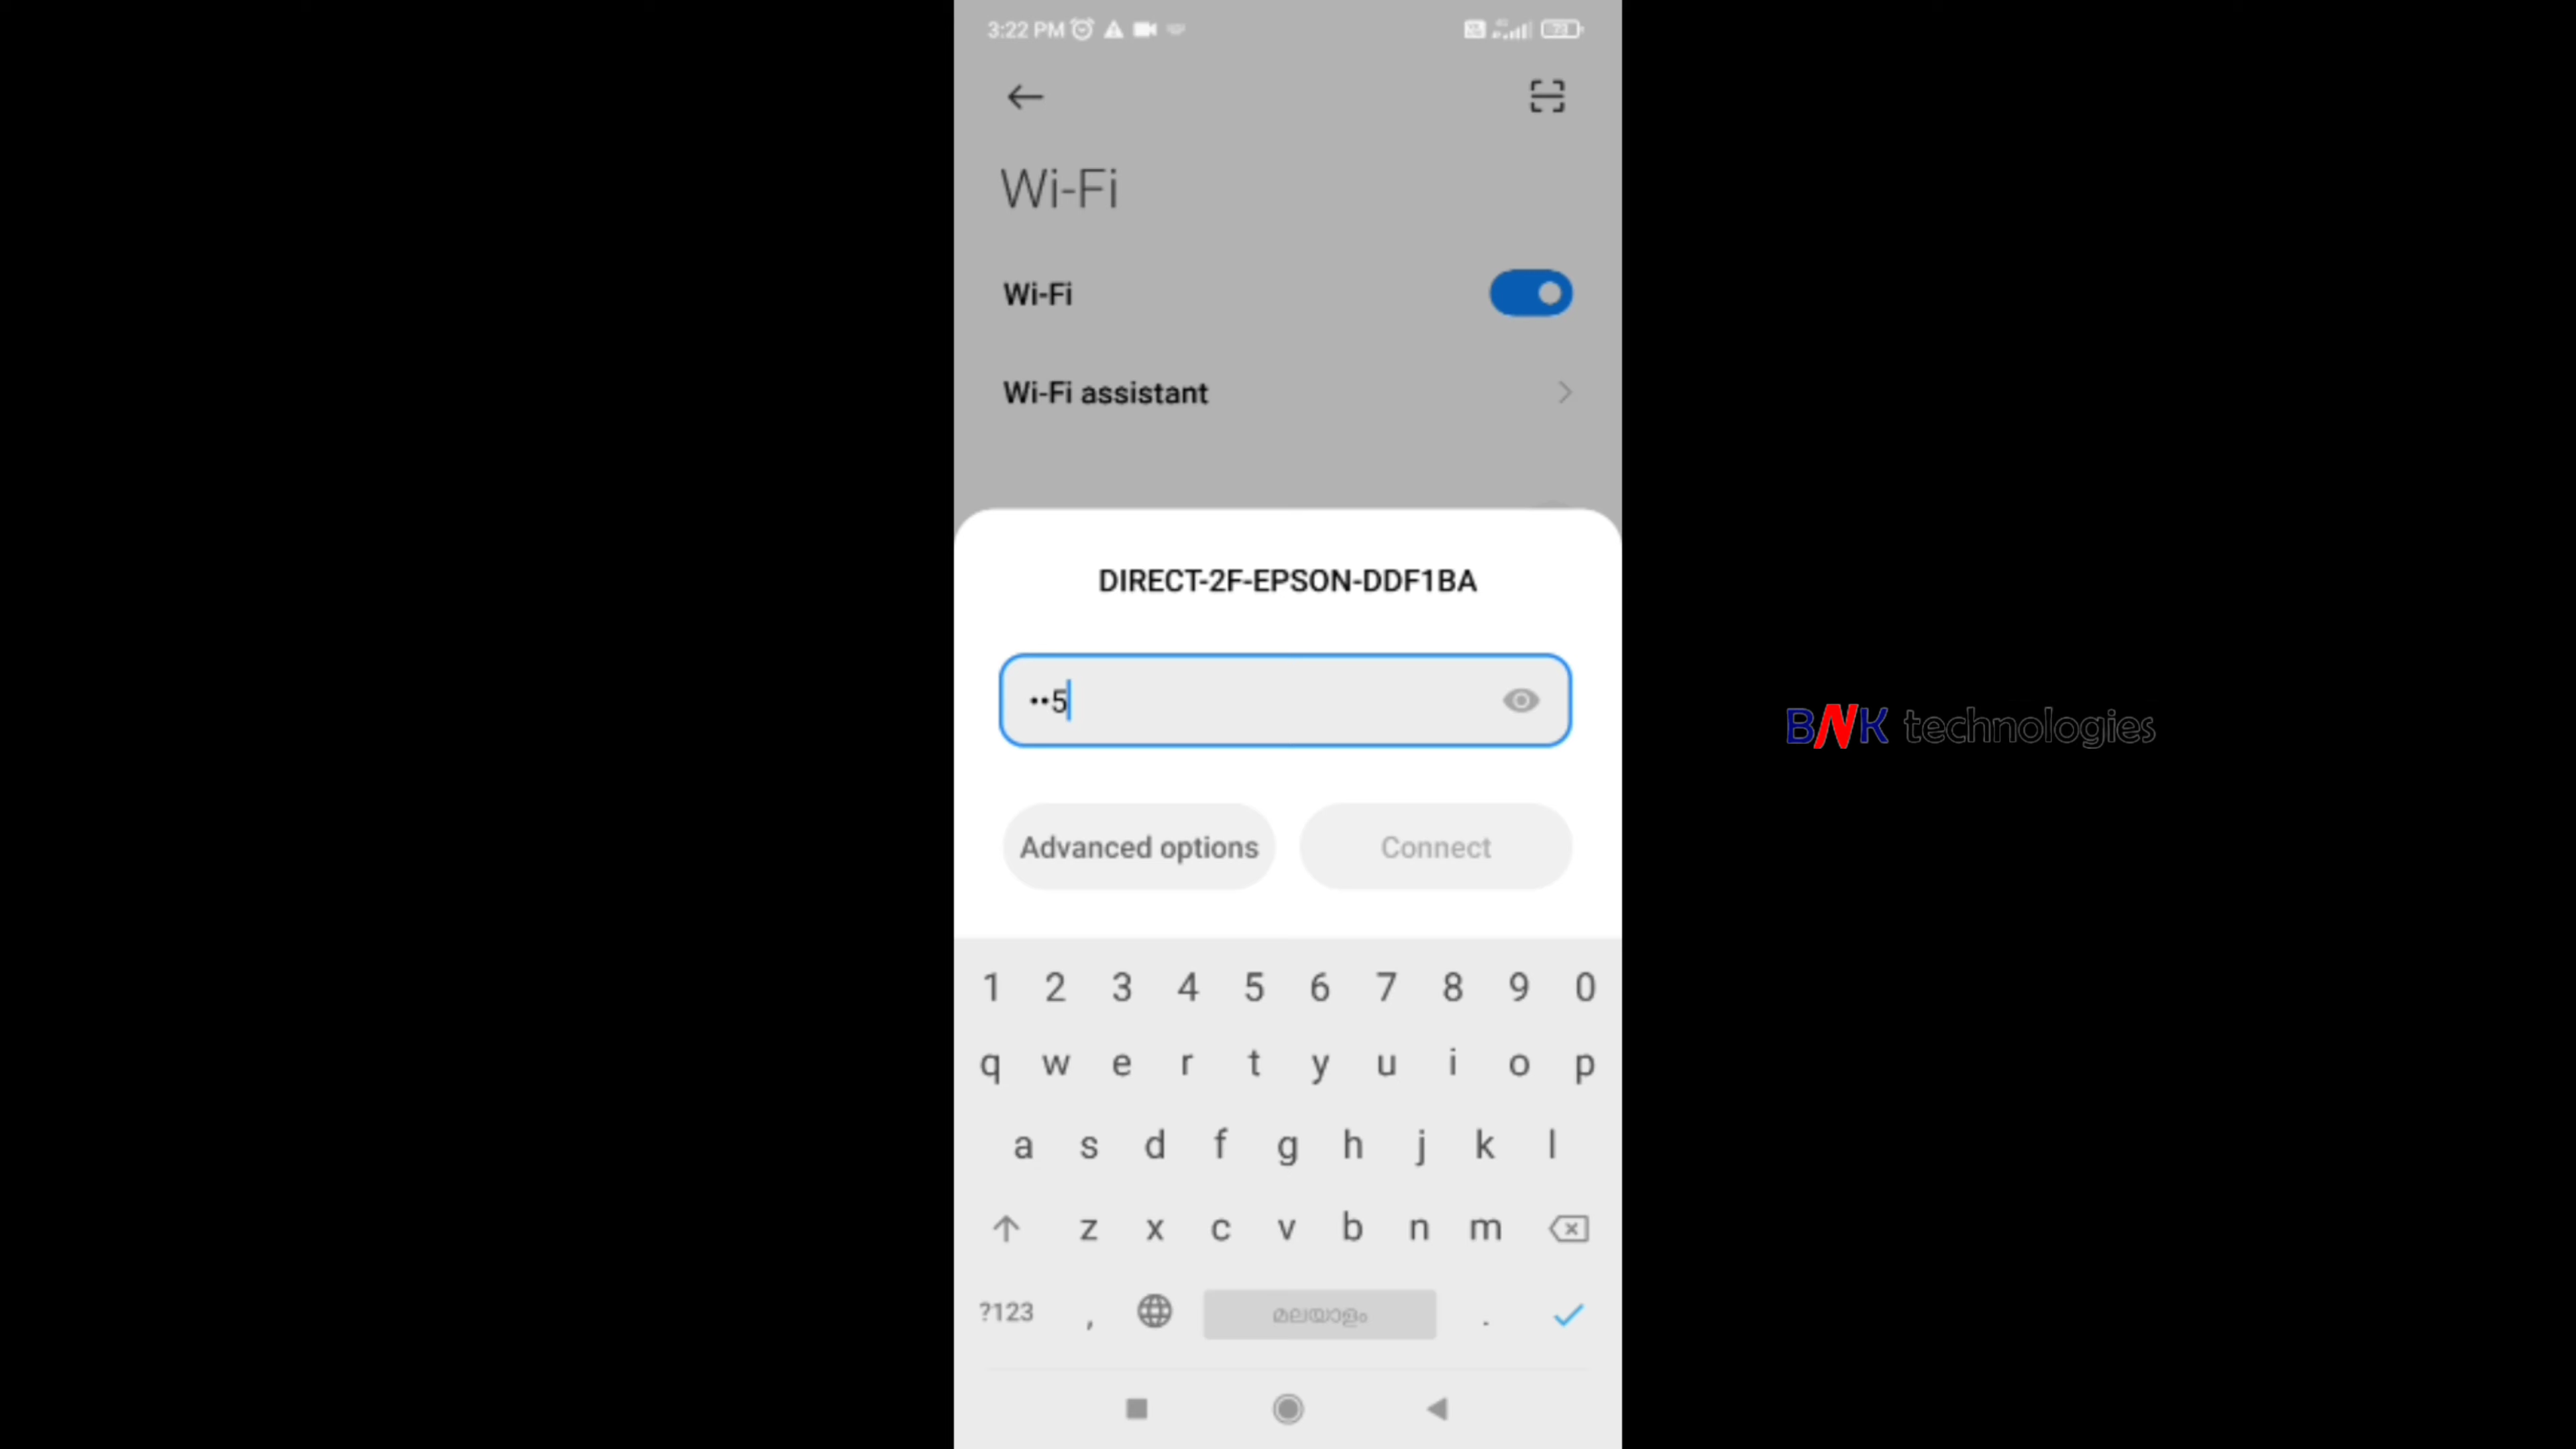 3:22 PM
Wi-Fi
Wi-Fi
Wi-Fi assistant
DIRECT-2F-EPSON-DDF1BA
••5
Advanced options Connect
BNK technologies
1 2 3 4 5 6 7 8 9 0
q w e r t y u i o p
a s d f g h j k l
z x c v b n m
?123 , മലയാളം .